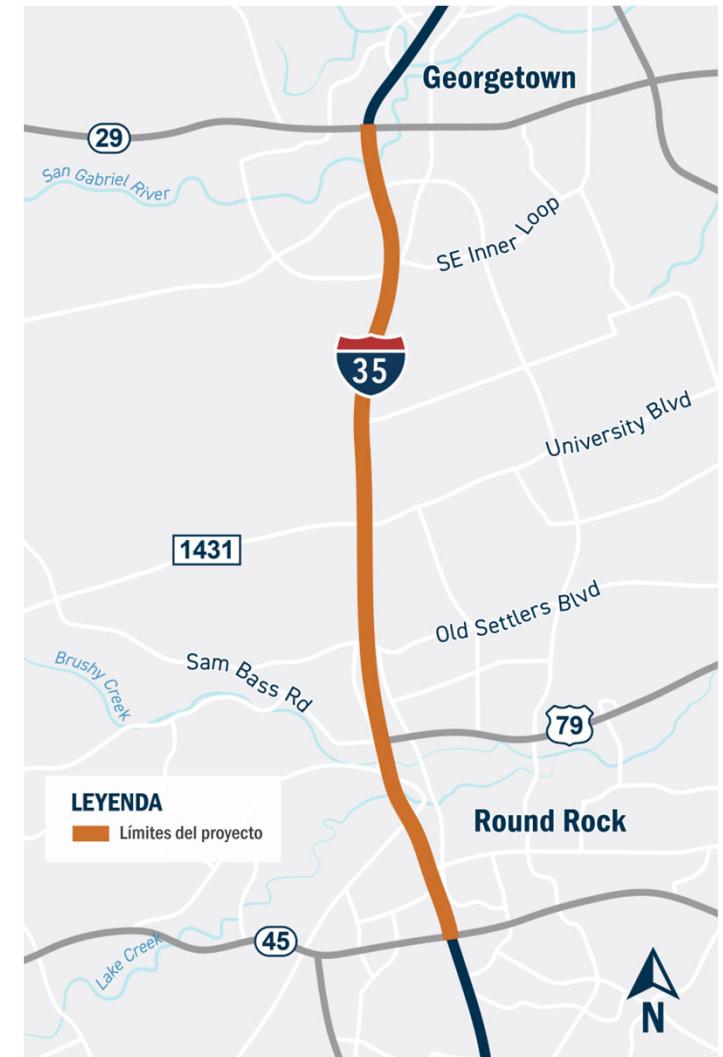 Georgetown
29
San Gabriel River
SE Inner Loop
35
University Blvd
1431
Old Settlers Blvd
Brushy Creek
Sam Bass Rd
79
LEYENDA
Límites del proyecto
Round Rock
45
Lake Creek
N